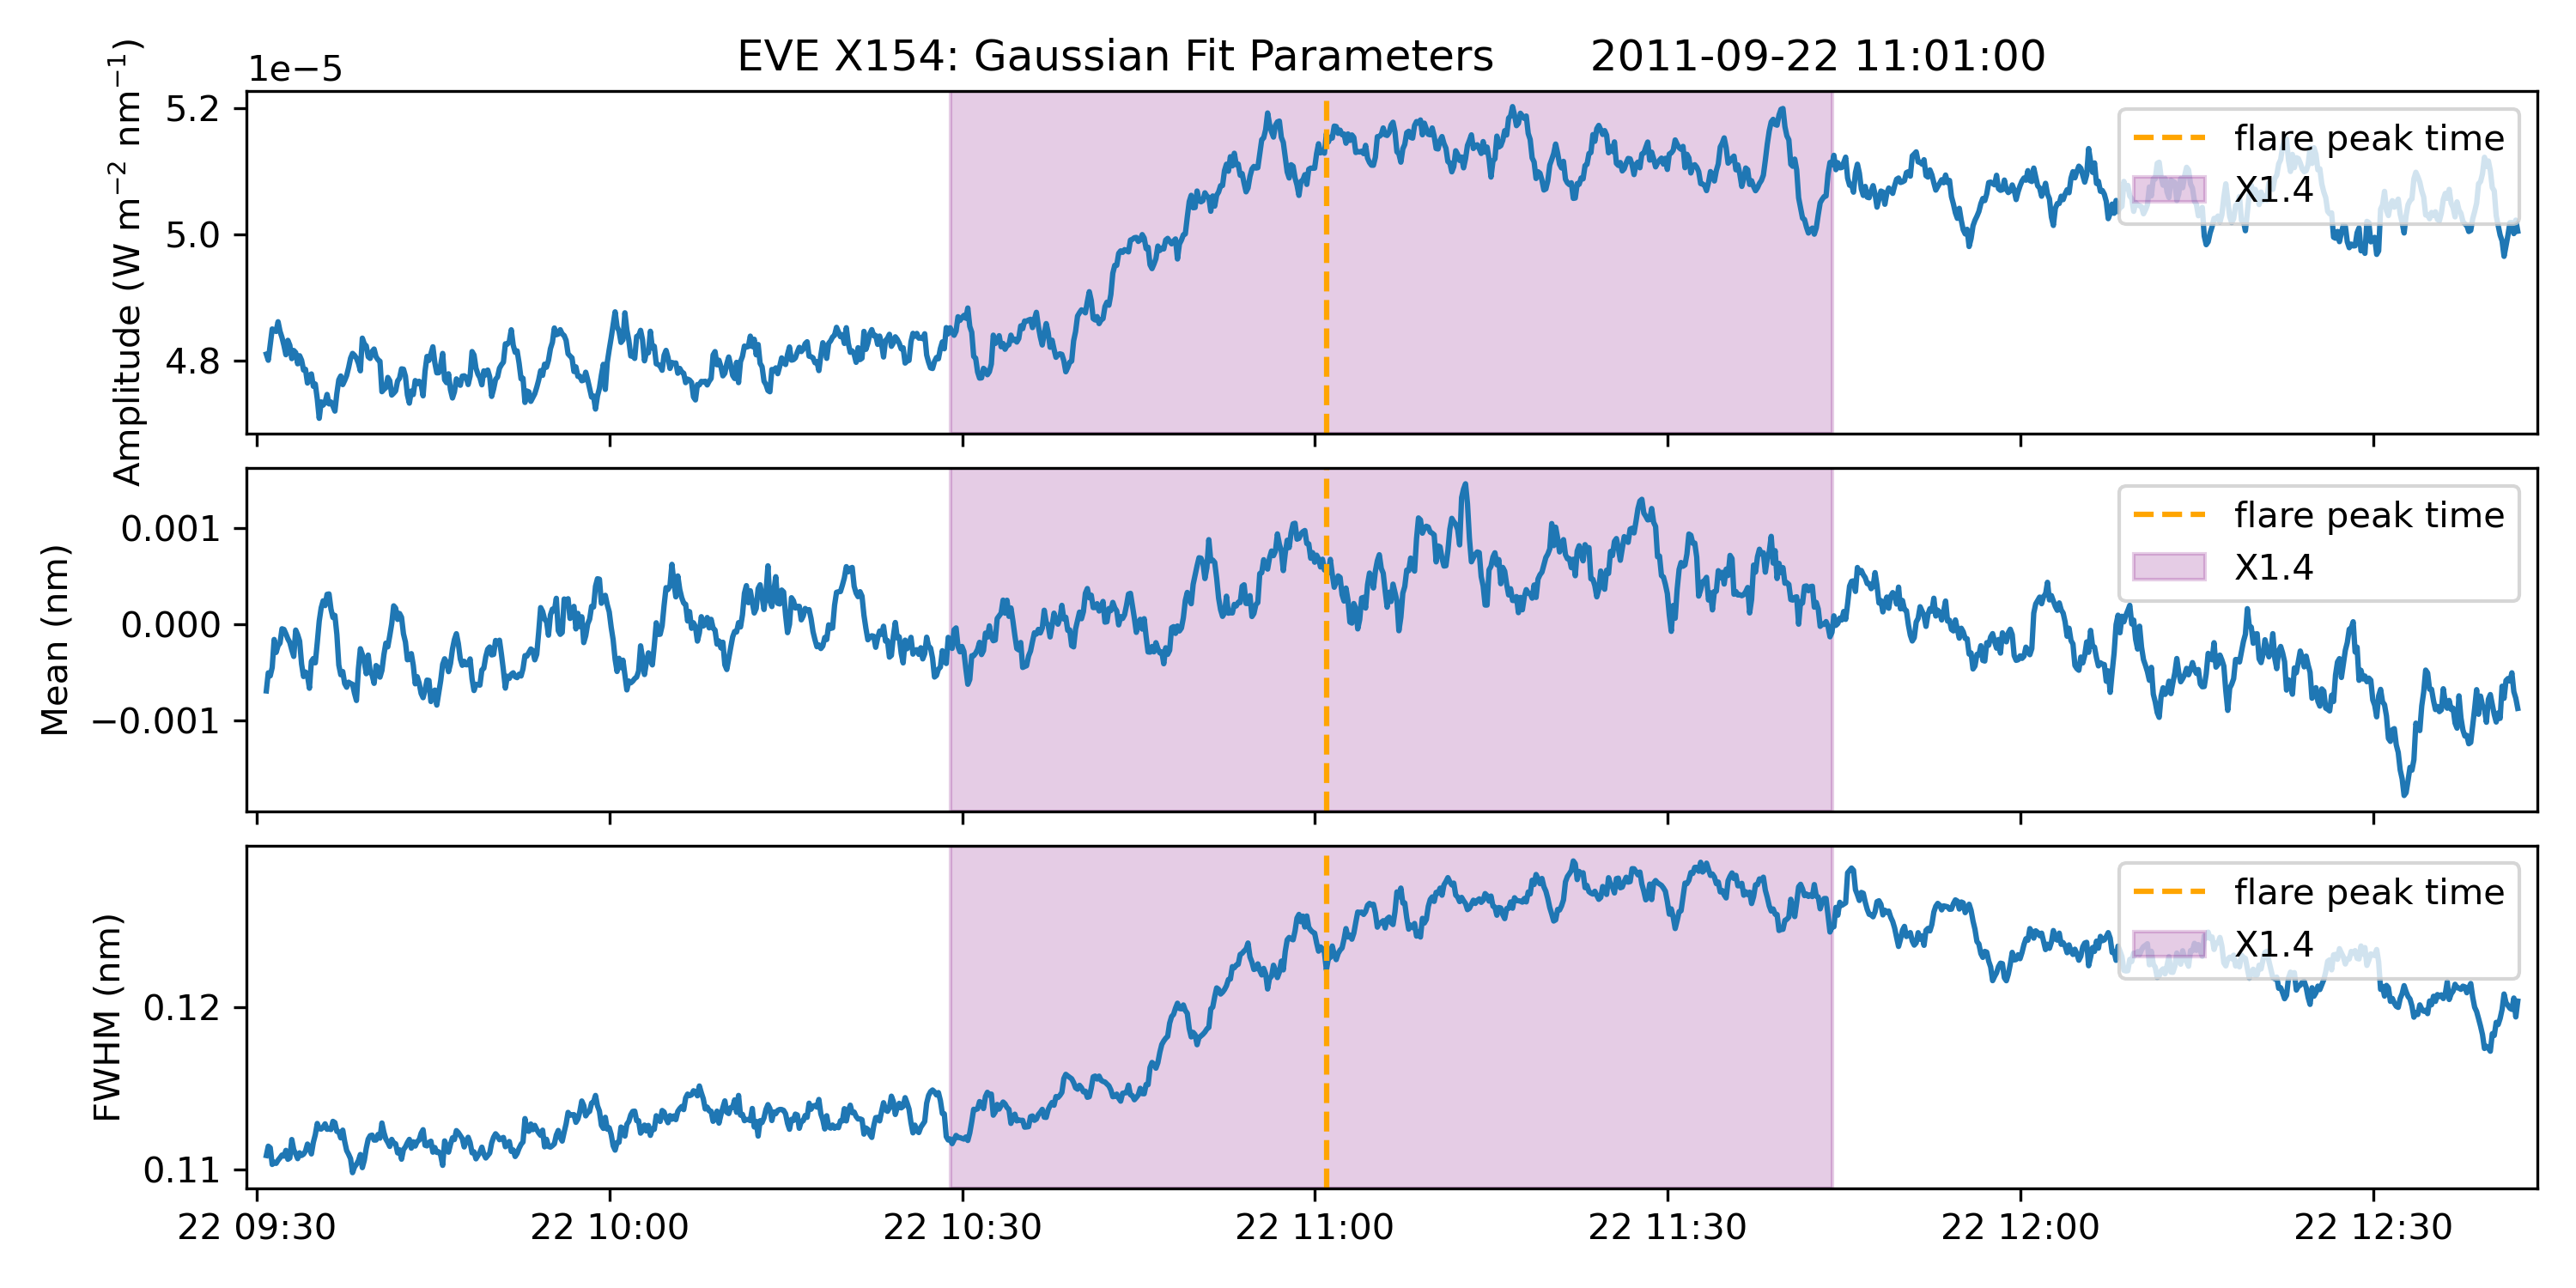 EVE X154: Gaussian Fit Parameters 2011-09-22 11:01:00
1e−5
Amplitude (W m⁻² nm⁻¹)
5.2
5.0
4.8
flare peak time
X1.4
Mean (nm)
0.001
0.000
−0.001
flare peak time
X1.4
FWHM (nm)
0.12
0.11
flare peak time
X1.4
22 09:30 22 10:00 22 10:30 22 11:00 22 11:30 22 12:00 22 12:30